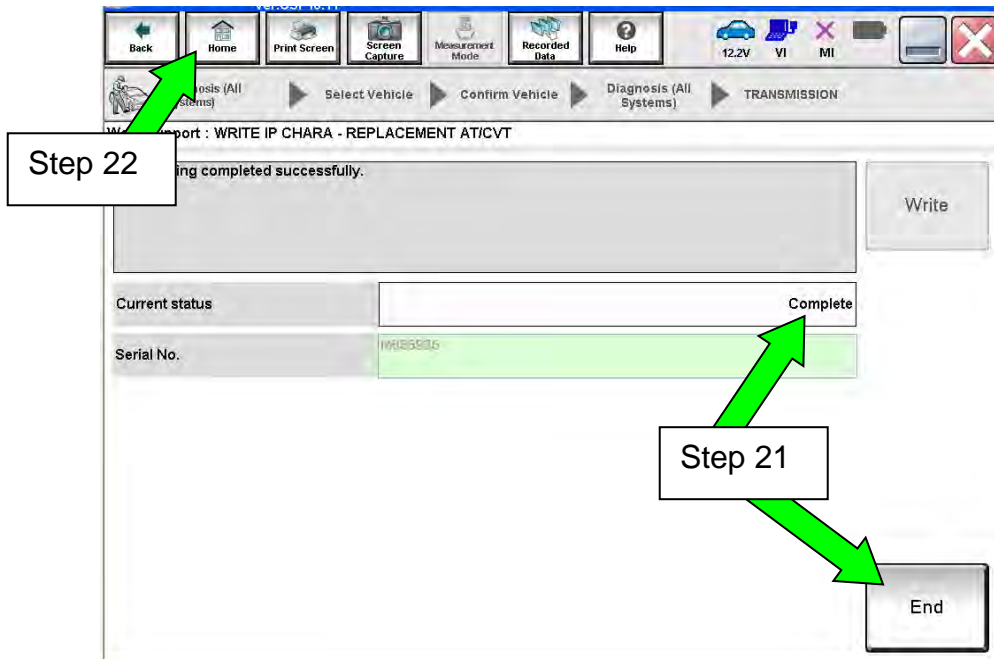 Back
Home
Print Screen
Screen
Capture
Measurement
Mode
Recorded
Data
Help
12.2V
VI
MI
Diagnosis (All
Systems)
TRANSMISSION
Select Vehicle
Confirm Vehicle
port : WRITE IP CHARA - REPLACEMENT AT/CVT
Step 22
ing completed successfully.
Write
Current status
Complete
Serial No.
Step 21
End